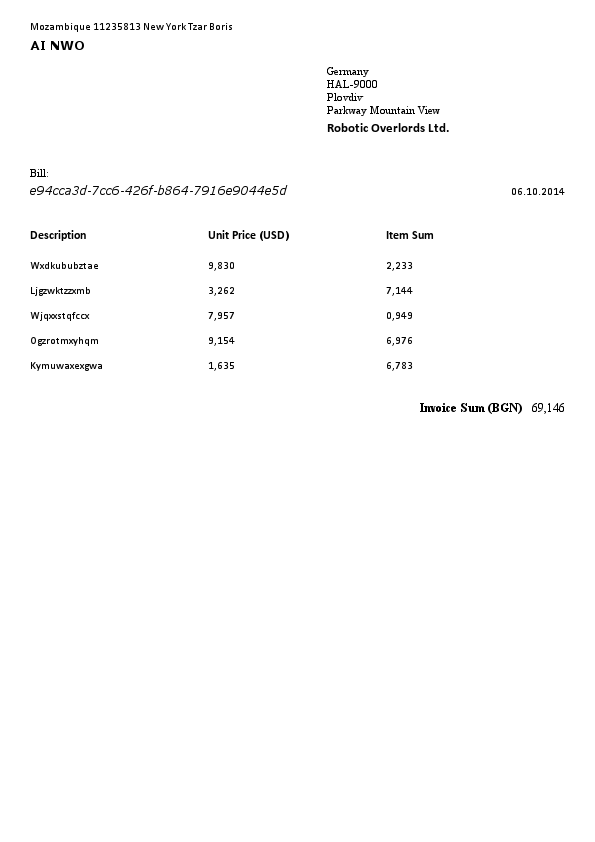 Mozambique 11235813 New York Tzar Boris
AI NWO
Germany
HAL-9000
Plovdiv
Parkway Mountain View
Robotic Overlords Ltd.
Bill:
e94cca3d-7cc6-426f-b864-7916e9044e5d 06.10.2014
Description Unit Price (USD) Item Sum
Wxdkububztae 9,830 2,233
Ljgzwktzzxmb 3,262 7,144
Wjqxxstqfccx 7,957 0,949
Ogzrotmxyhqm 9,154 6,976
Kymuwaxexgwa 1,635 6,783
Invoice Sum (BGN) 69,146